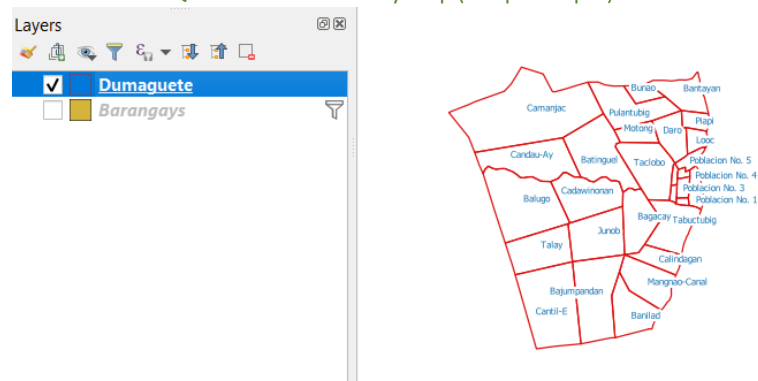 Layers
Dumaguete
Barangays
Bunao
Bantayan
Camanjac
Pulantubig
Piapi
Motong
Daro
Looc
Candau-Ay
Batinguel
Taclobo
Poblacion No. 5
Poblacion No. 4
Cadawinonan
Poblacion No. 3
Balugo
Poblacion No. 1
Bagacay
Tabuctubig
Junob
Talay
Calindagan
Mangnao-Canal
Bajumpandan
Cantil-E
Banilad